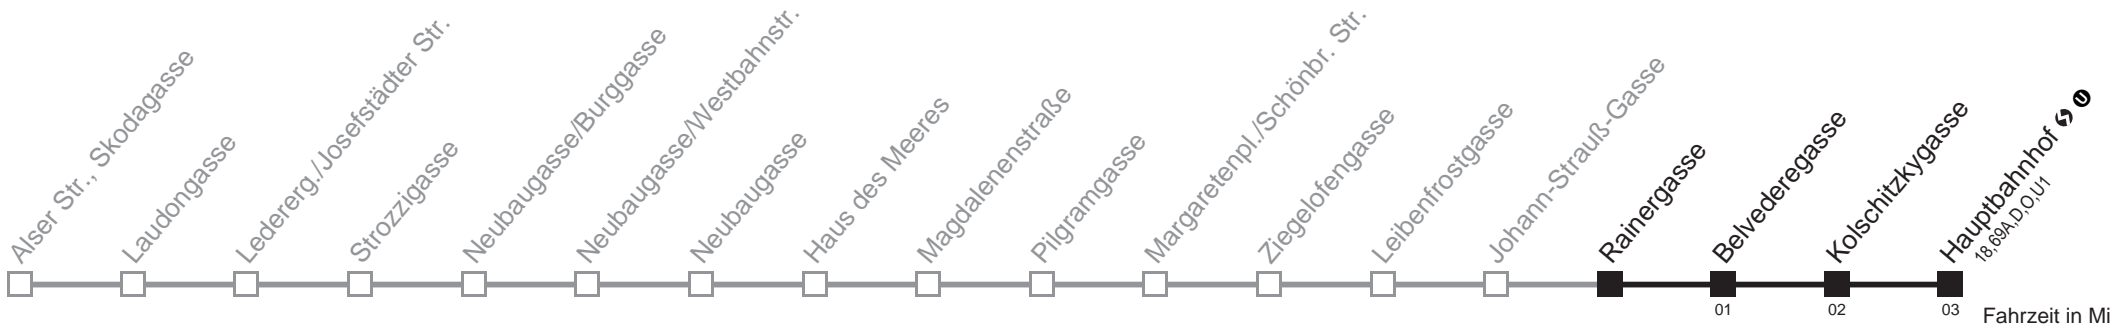 Alser Str., Skodagasse
Laudongasse
Ledererg./Josefstädter Str.
Strozzigasse
Neubaugasse/Burggasse
Neubaugasse/Westbahnstr.
Neubaugasse
Haus des Meeres
Magdalenenstraße
Pilgramgasse
Margaretenpl./Schönbr. Str.
Ziegelofengasse
Leibenfrostgasse
Johann-Strauß-Gasse
Rainergasse
Belvederegasse
Kolschitzkygasse
Hauptbahnhof U
18,69A,D,O,U1
01
02
03
Fahrzeit in Mi